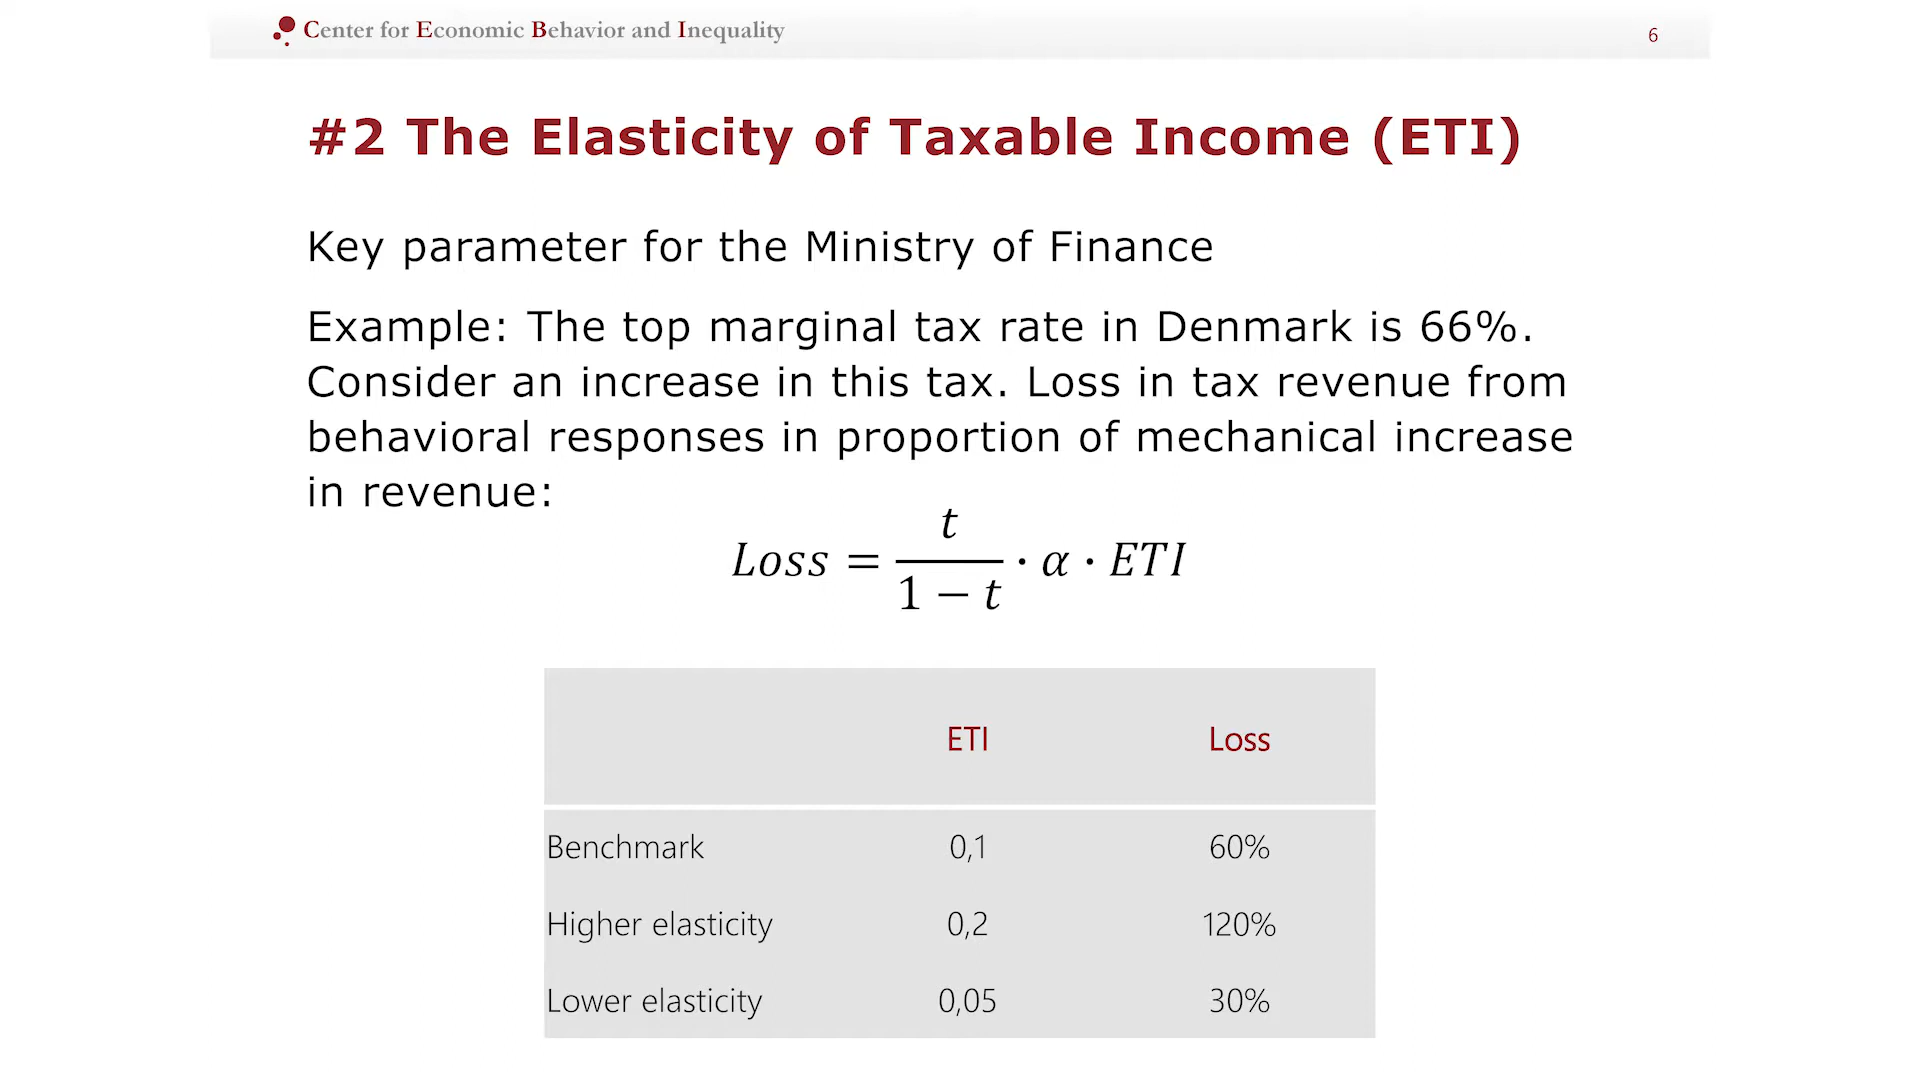 Center for Economic Behavior and Inequality
6
#2 The Elasticity of Taxable Income (ETI)
Key parameter for the Ministry of Finance
Example: The top marginal tax rate in Denmark is 66%.
Consider an increase in this tax. Loss in tax revenue from
behavioral responses in proportion of mechanical increase
in revenue:
Loss = t / (1 − t) · α · ETI
ETI Loss
Benchmark 0,1 60%
Higher elasticity 0,2 120%
Lower elasticity 0,05 30%